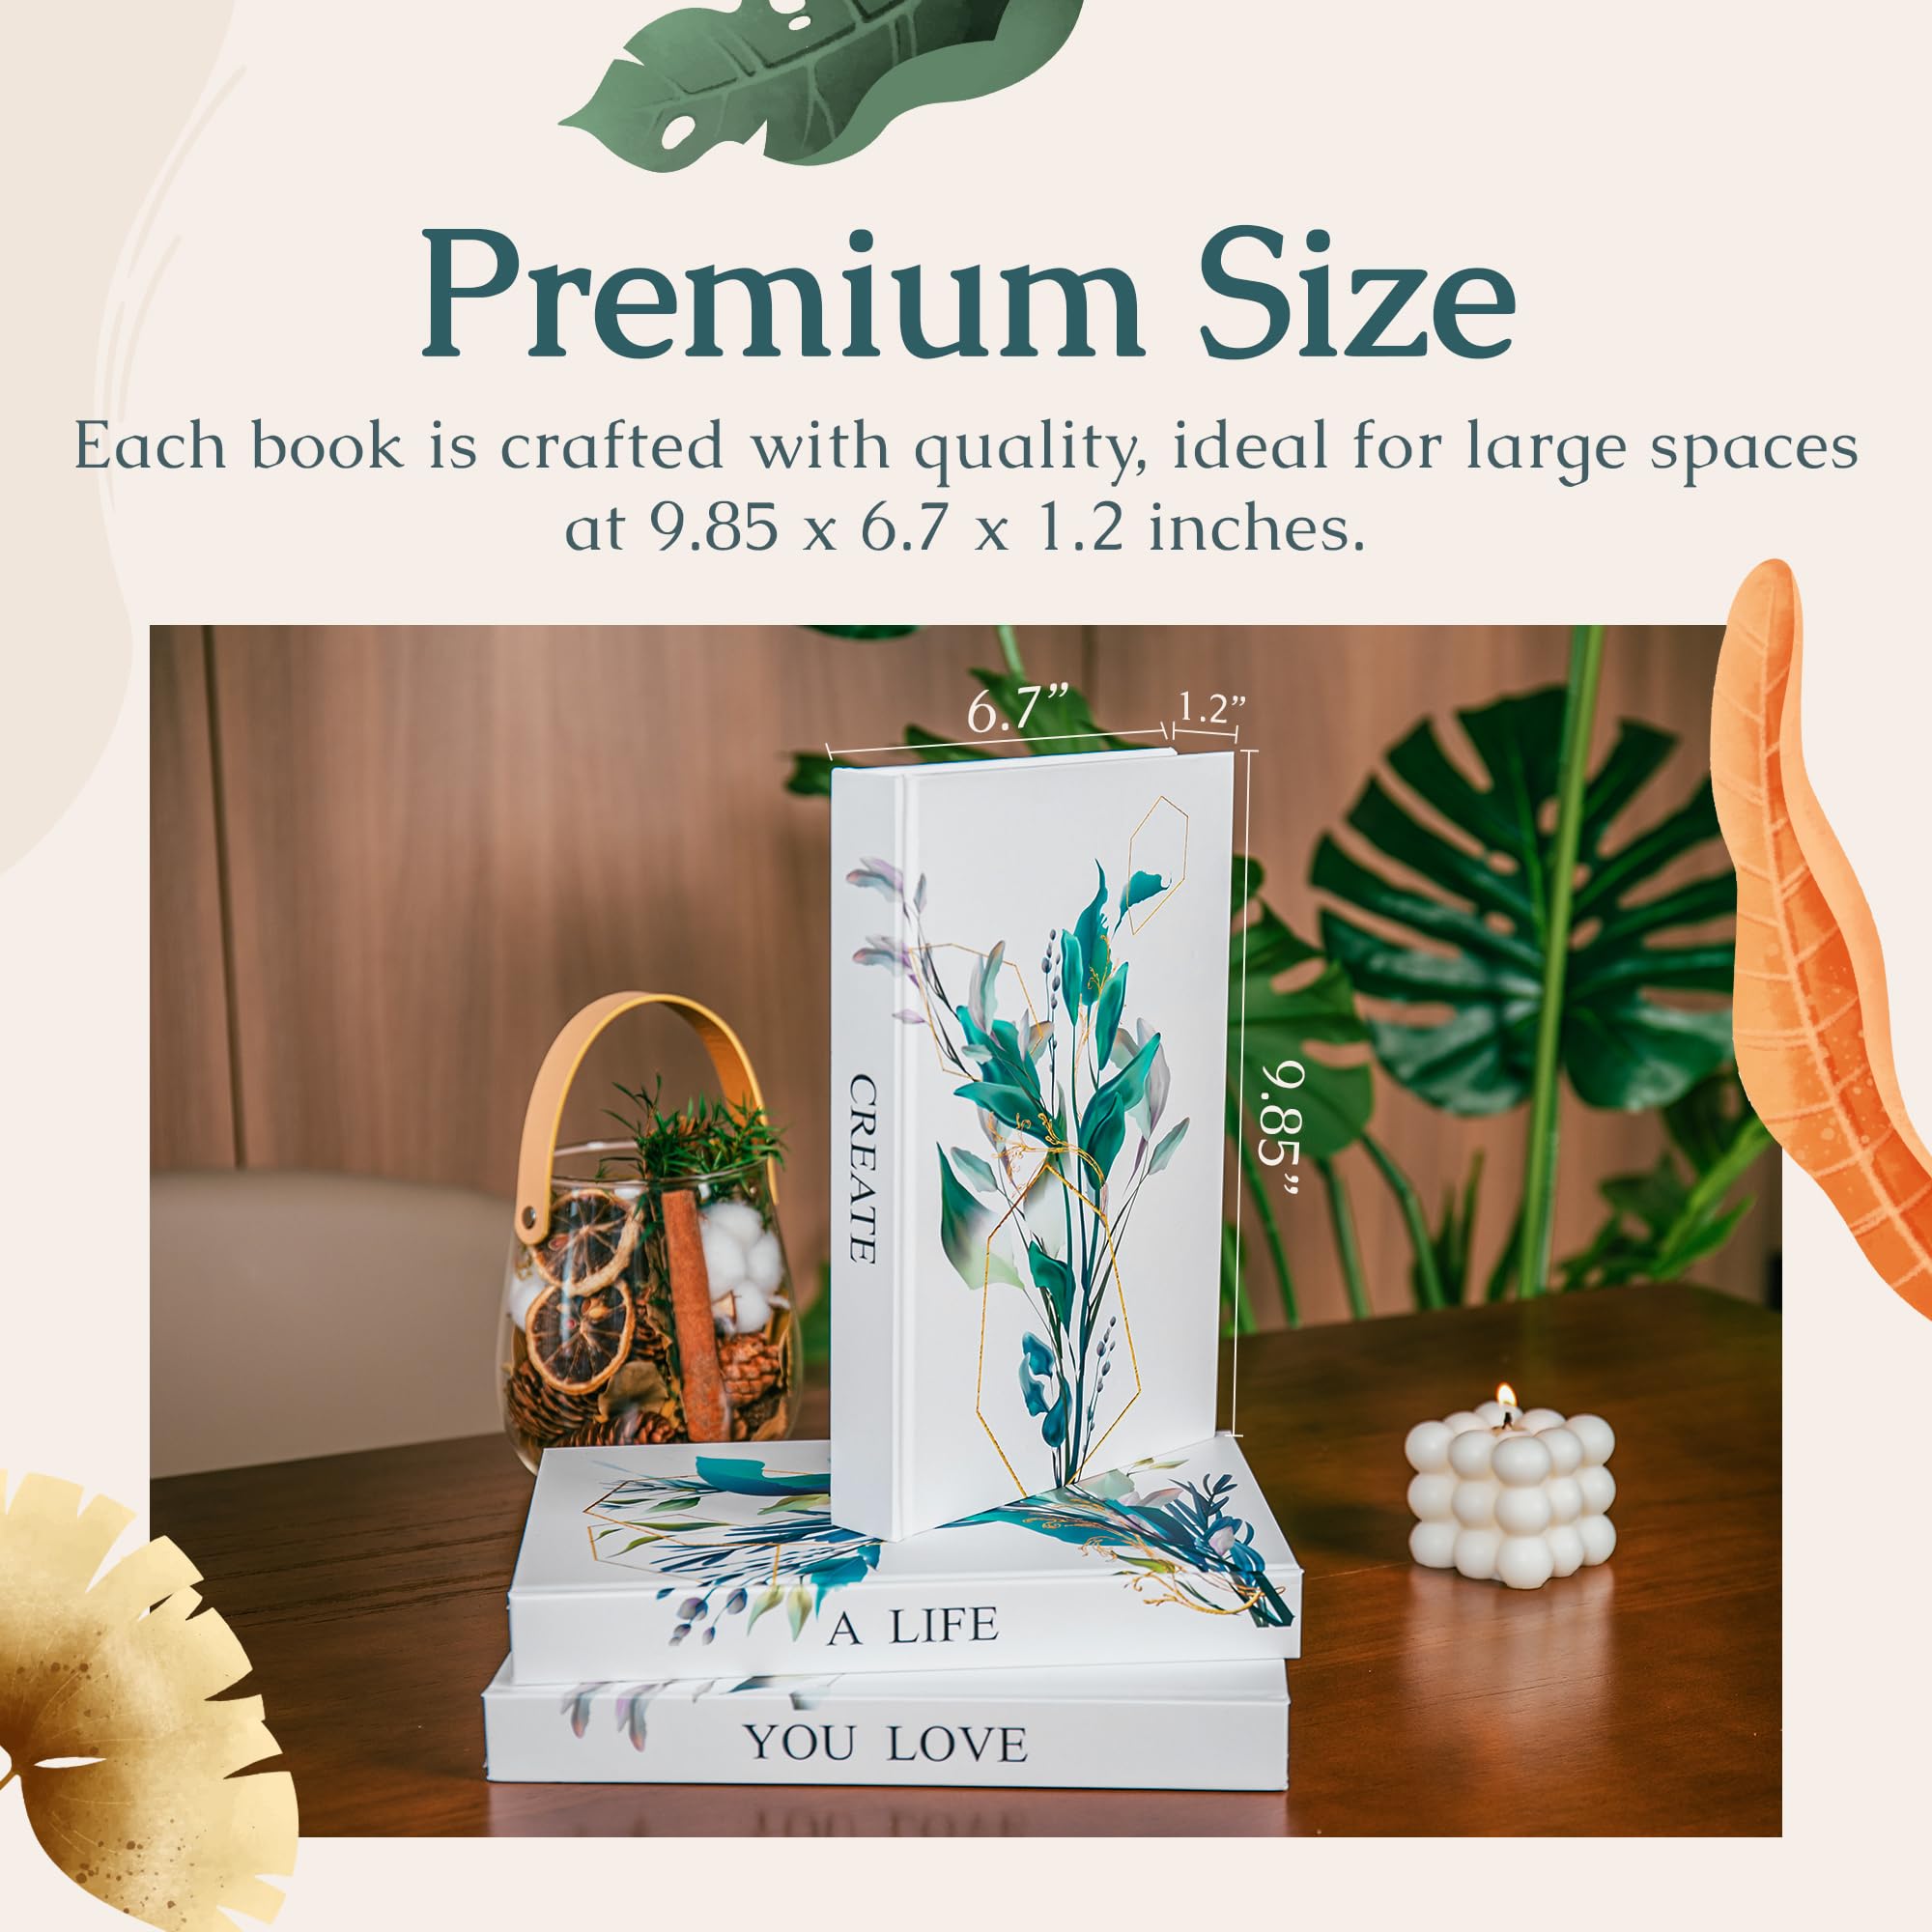 Premium Size
Each book is crafted with quality, ideal for large spaces
at 9.85 x 6.7 x 1.2 inches.
6.7”
1.2”
9.85”
CREATE
A LIFE
YOU LOVE